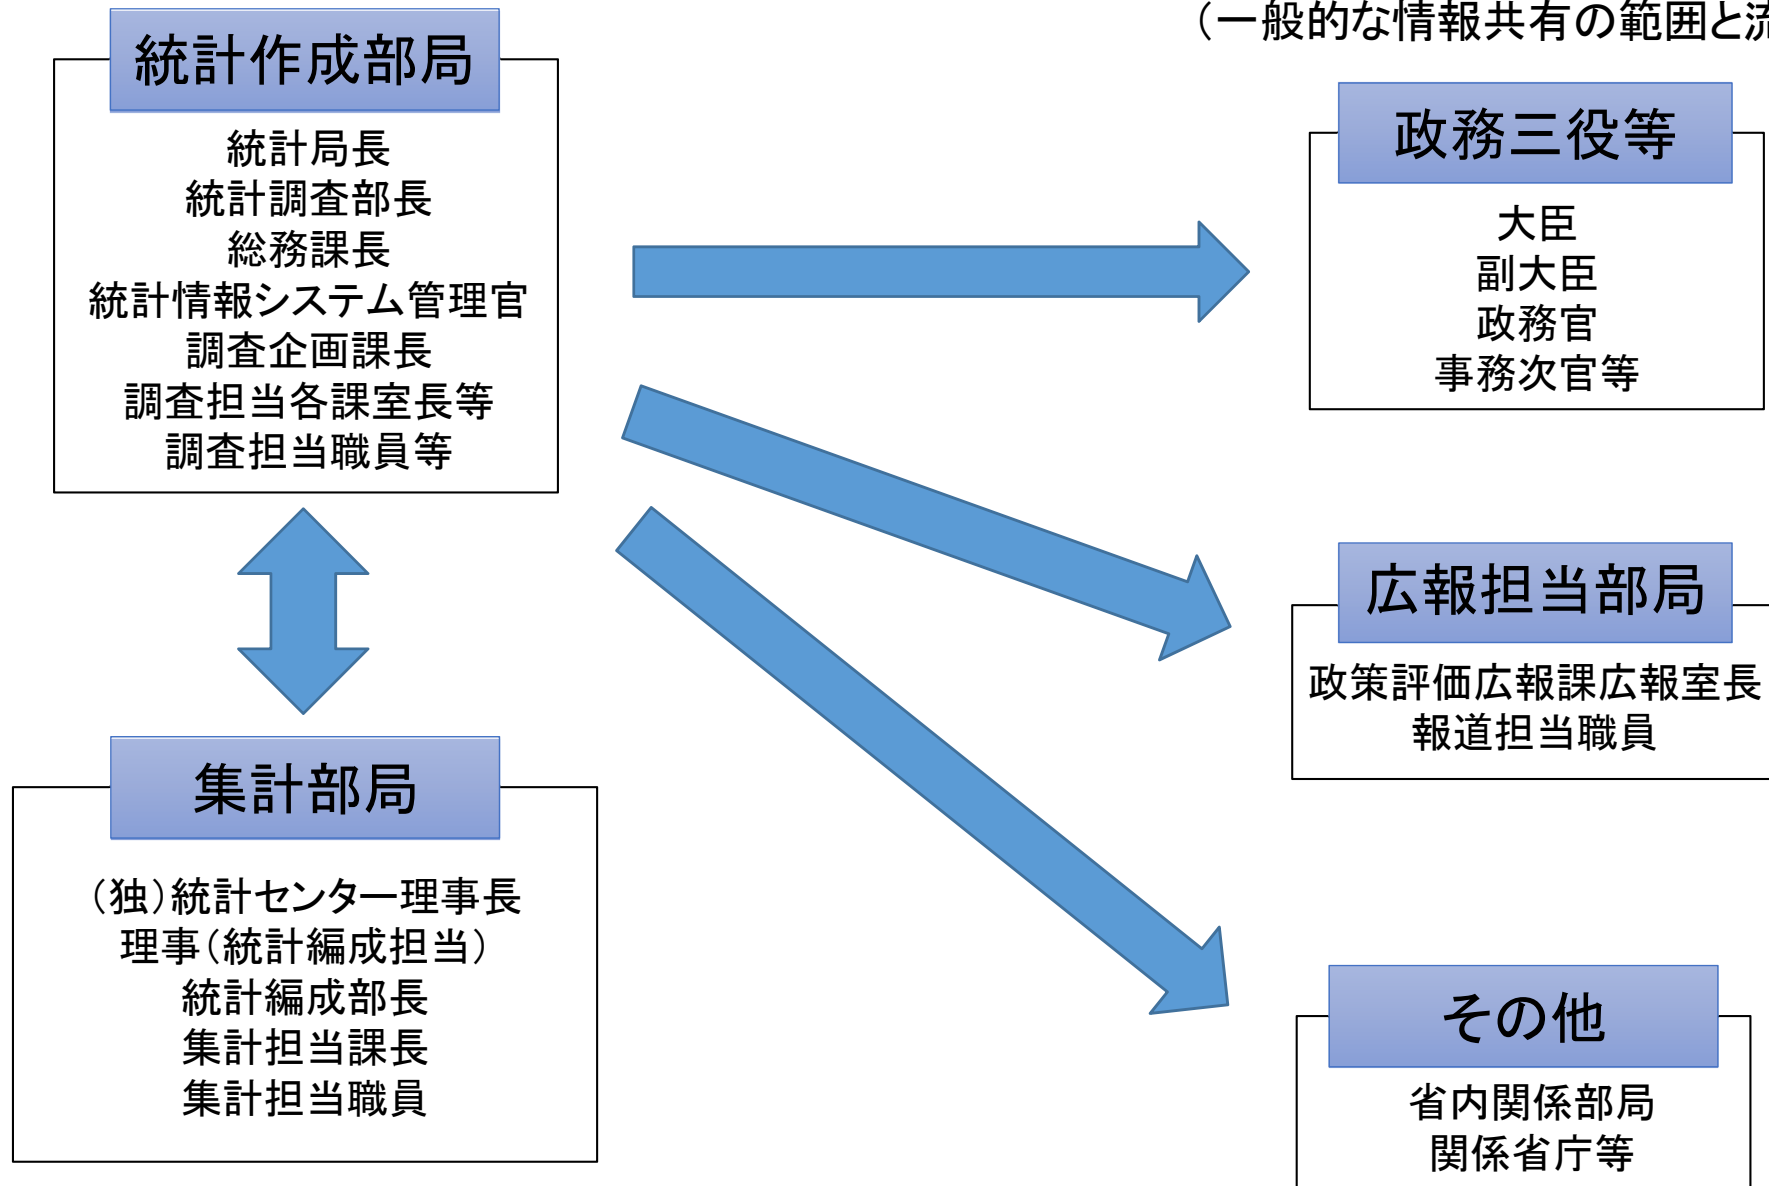 （一般的な情報共有の範囲と
統計作成部局
統計局長
統計調査部長
総務課長
統計情報システム管理官
調査企画課長
調査担当各課室長等
調査担当職員等
集計部局
（独）統計センター理事長
理事（統計編成担当）
統計編成部長
集計担当課長
集計担当職員
政務三役等
大臣
副大臣
政務官
事務次官等
広報担当部局
政策評価広報課広報室長
報道担当職員
その他
省内関係部局
関係省庁等